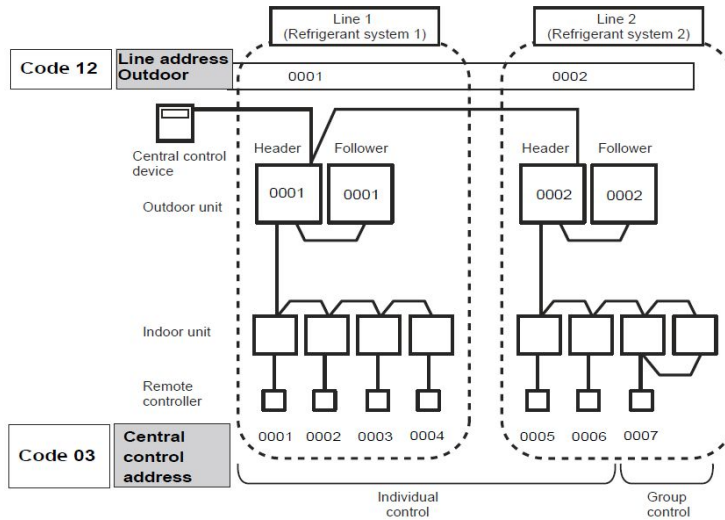 Line 1
(Refrigerant system 1)
Line 2
(Refrigerant system 2)
Code 12
Line address
Outdoor
0001
0002
Central control
device
Header
Follower
Header
Follower
Outdoor unit
0001
0001
0002
0002
Indoor unit
Remote
controller
Code 03
Central
control
address
0001
0002
0003
0004
0005
0006
0007
Individual
control
Group
control